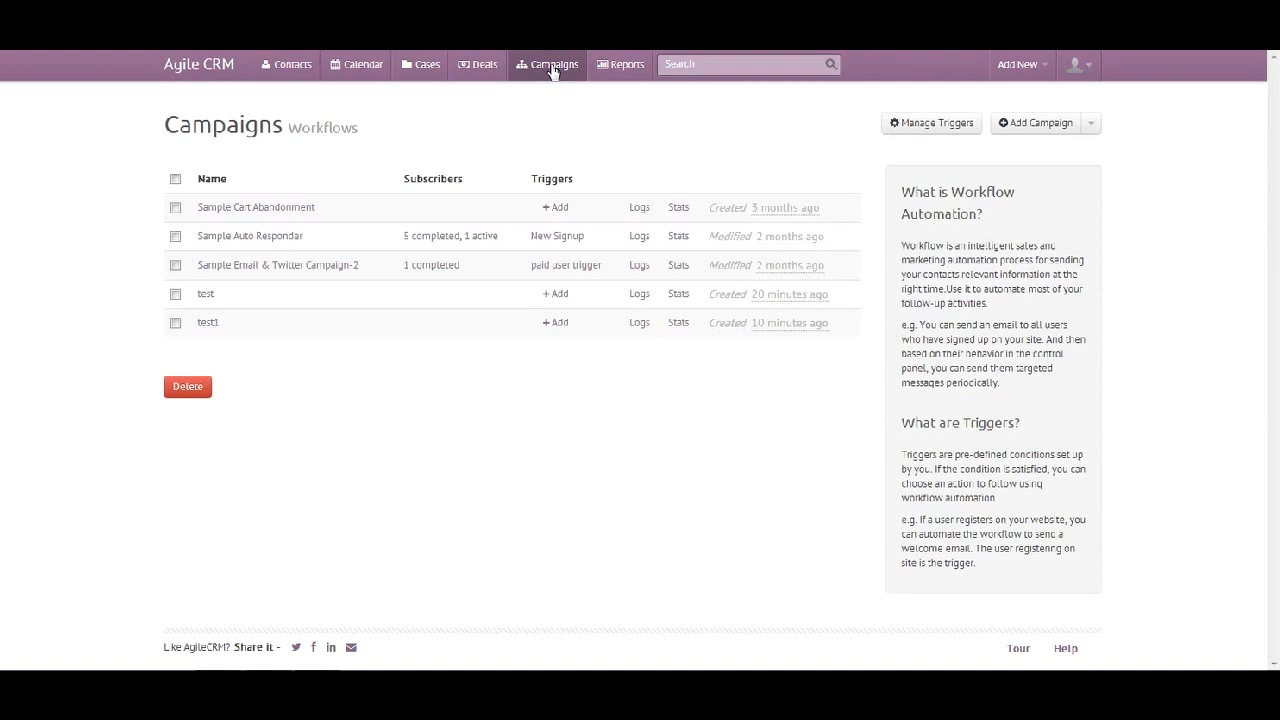 Agile CRM Contacts Calendar Cases Deals Campaigns Reports Search Add New
Campaigns Workflows
Manage Triggers Add Campaign
Name Subscribers Triggers
Sample Cart Abandonment + Add Logs Stats Created 3 months ago
Sample Auto Responder 5 completed, 1 active New Signup Logs Stats Modified 2 months ago
Sample Email & Twitter Campaign-2 1 completed paid user trigger Logs Stats Modified 2 months ago
test + Add Logs Stats Created 20 minutes ago
test1 + Add Logs Stats Created 10 minutes ago
Delete
What is Workflow
Automation?
Workflow is an intelligent sales and
marketing automation process for sending
your contacts relevant information at the
right time.Use it to automate most of your
follow-up activities.
e.g. You can send an email to all users
who have signed up on your site. And then
based on their behavior in the control
panel, you can send them targeted
messages periodically.
What are Triggers?
Triggers are pre-defined conditions set up
by you. If the condition is satisfied, you can
choose an action to follow using
workflow automation.
e.g. If a user registers on your website, you
can automate the workflow to send a
welcome email. The user registering on
site is the trigger.
Like AgileCRM? Share it - Tour Help